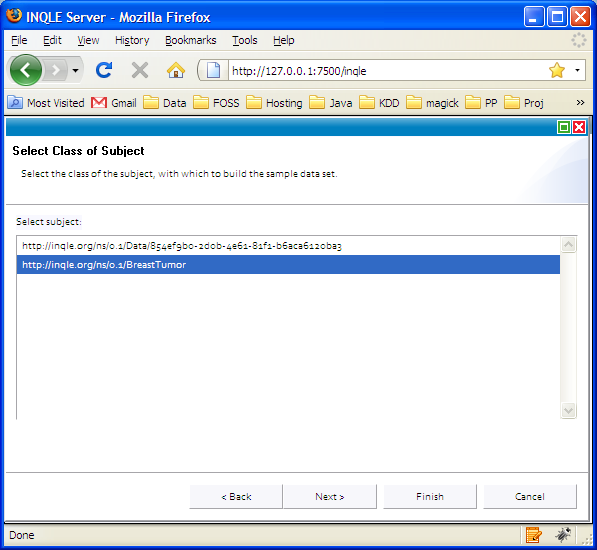 INQLE Server - Mozilla Firefox
File Edit View History Bookmarks Tools Help
http://127.0.0.1:7500/inqle
Most Visited Gmail Data FOSS Hosting Java KDD magick PP Proj »
Select Class of Subject
Select the class of the subject, with which to build the sample data set.
Select subject:
http://inqle.org/ns/0.1/Data/854ef9b0-2d0b-4e61-81f1-b6aca6120ba3
http://inqle.org/ns/0.1/BreastTumor
< Back Next > Finish Cancel
Done